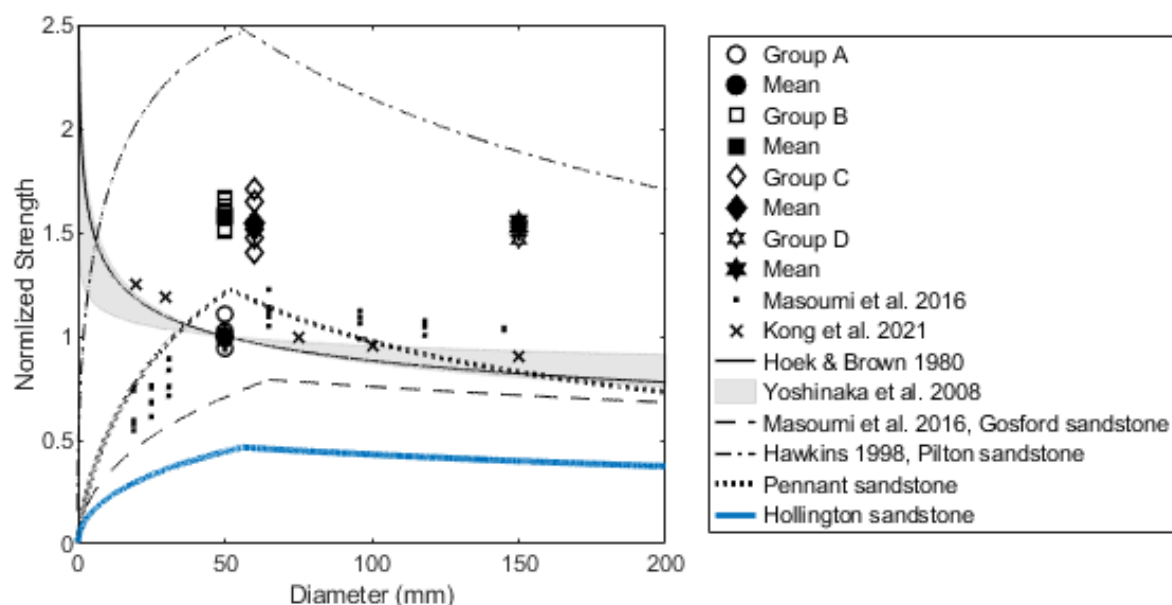 2.5
2
1.5
1
0.5
0
Normlized Strength
0
50
100
150
200
Diameter (mm)
Group A
Mean
Group B
Mean
Group C
Mean
Group D
Mean
Masoumi et al. 2016
Kong et al. 2021
Hoek & Brown 1980
Yoshinaka et al. 2008
Masoumi et al. 2016, Gosford sandstone
Hawkins 1998, Pilton sandstone
Pennant sandstone
Hollington sandstone